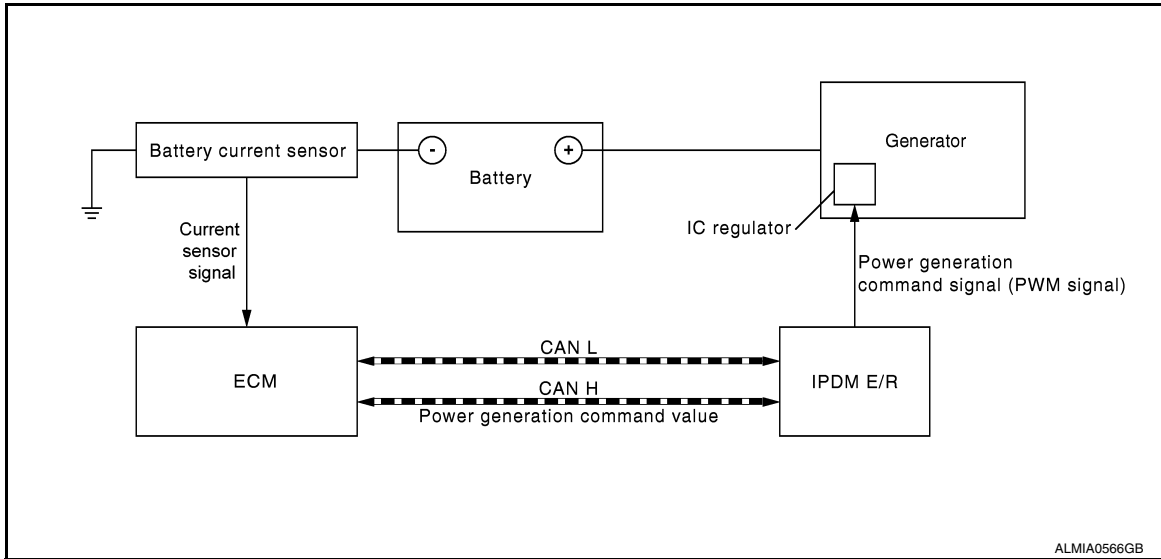 Battery current sensor
-
+
Battery
Generator
IC regulator
Current
sensor
signal
Power generation
command signal (PWM signal)
ECM
CAN L
CAN H
Power generation command value
IPDM E/R
ALMIA0566GB